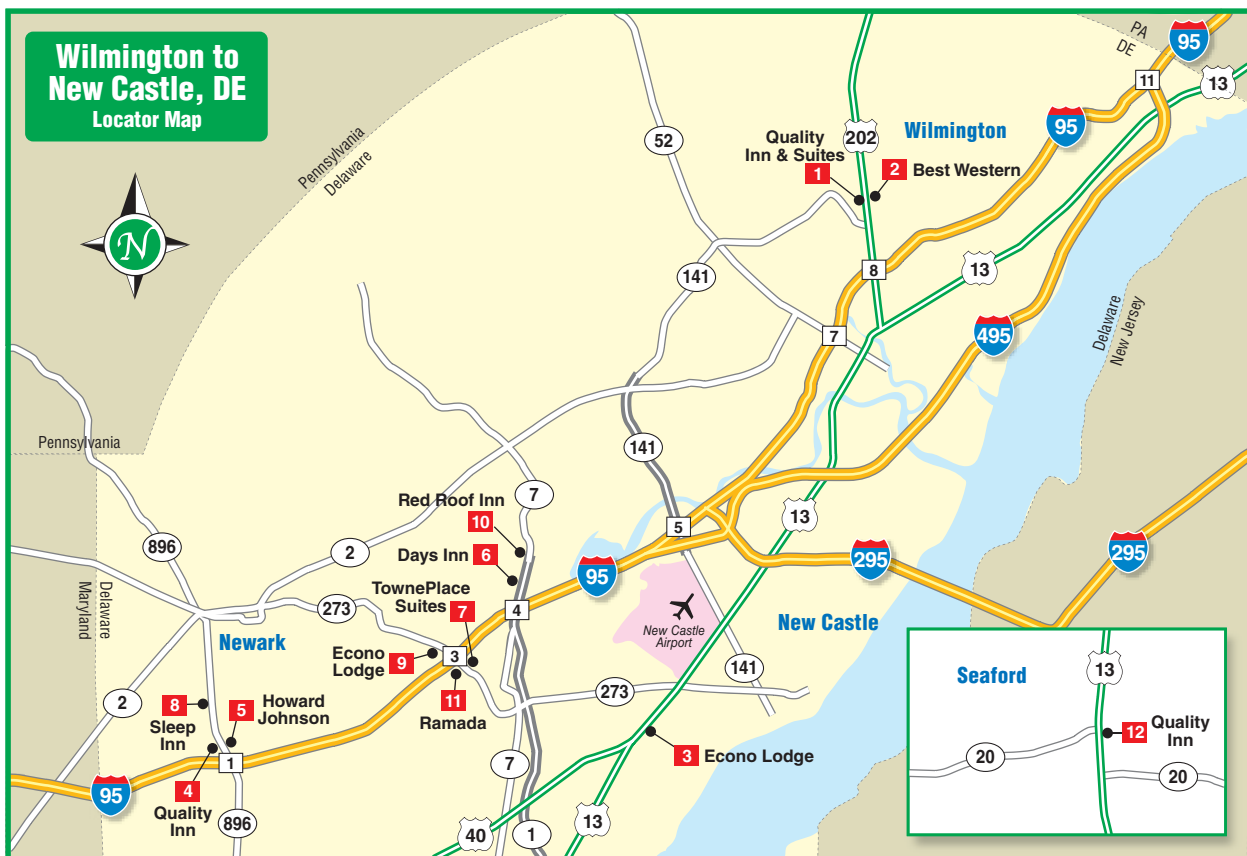 Wilmington to
New Castle, DE
Locator Map
N
PA
DE
95
11
13
Pennsylvania
Delaware
52
202
Wilmington
95
Quality
Inn & Suites
1
2 Best Western
141
8
13
7
495
Delaware
New Jersey
Pennsylvania
141
7
Red Roof Inn
10
5
13
896
2
Days Inn 6
95
295
295
TownePlace
Suites
7
4
Delaware
Maryland
273
New Castle
Airport
New Castle
Newark
Econo
Lodge 9
3
11
Ramada
141
273
2
8
Sleep
Inn
5 Howard
Johnson
1
3 Econo Lodge
7
95
4
Quality
Inn
896
40
13
1
Seaford
13
12 Quality
Inn
20
20